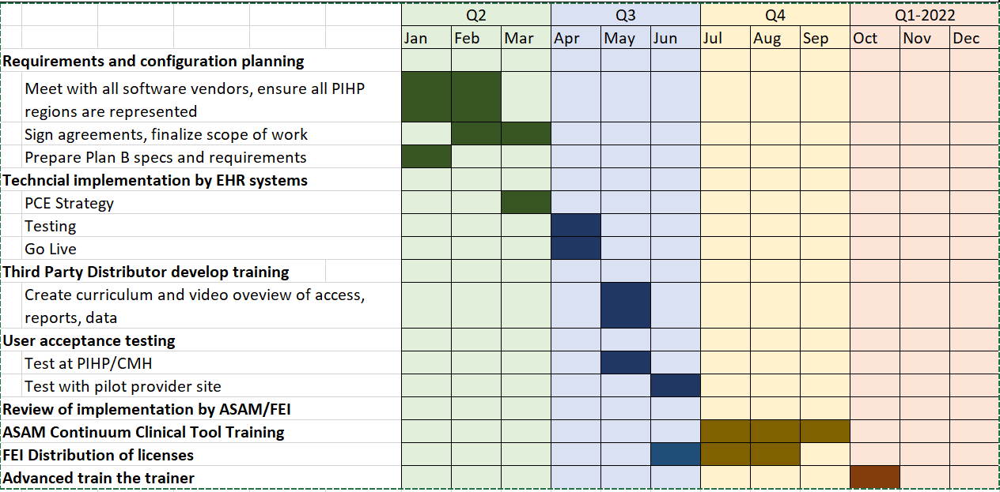 Q2 Q3 Q4 Q1-2022
Jan Feb Mar Apr May Jun Jul Aug Sep Oct Nov Dec
Requirements and configuration planning
Meet with all software vendors, ensure all PIHP
regions are represented
Sign agreements, finalize scope of work
Prepare Plan B specs and requirements
Techncial implementation by EHR systems
PCE Strategy
Testing
Go Live
Third Party Distributor develop training
Create curriculum and video oveview of access,
reports, data
User acceptance testing
Test at PIHP/CMH
Test with pilot provider site
Review of implementation by ASAM/FEI
ASAM Continuum Clinical Tool Training
FEI Distribution of licenses
Advanced train the trainer